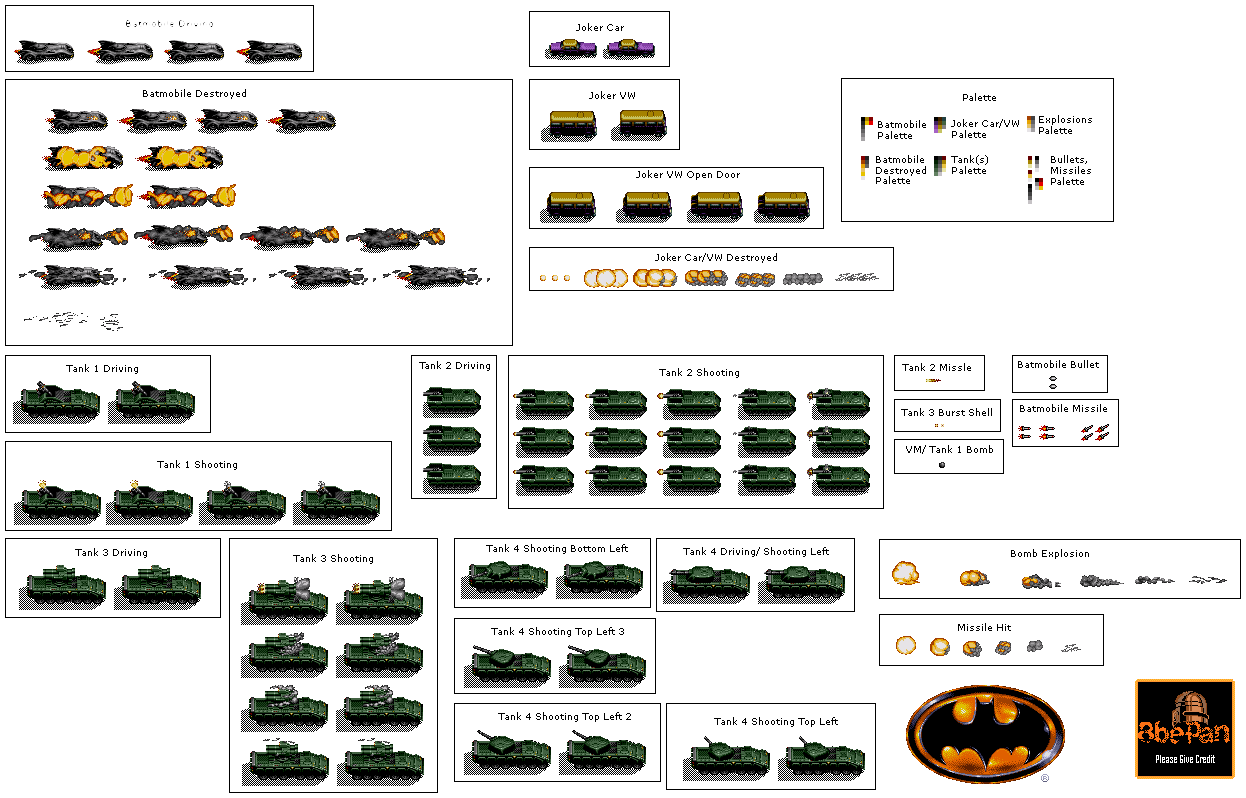 Batmobile Driving
Joker Car
Batmobile Destroyed
Joker VW
Palette
Batmobile
Palette
Joker Car/VW
Palette
Explosions
Palette
Batmobile
Destroyed
Palette
Tank(s)
Palette
Bullets,
Missiles
Palette
Joker VW Open Door
Joker Car/VW Destroyed
Tank 1 Driving
Tank 2 Driving
Tank 2 Shooting
Tank 2 Missle
Batmobile Bullet
Tank 3 Burst Shell
Batmobile Missile
VM/ Tank 1 Bomb
Tank 1 Shooting
Tank 3 Driving
Tank 3 Shooting
Tank 4 Shooting Bottom Left
Tank 4 Driving/ Shooting Left
Bomb Explosion
Tank 4 Shooting Top Left 3
Missile Hit
Tank 4 Shooting Top Left 2
Tank 4 Shooting Top Left
®
AbePan
Please Give Credit